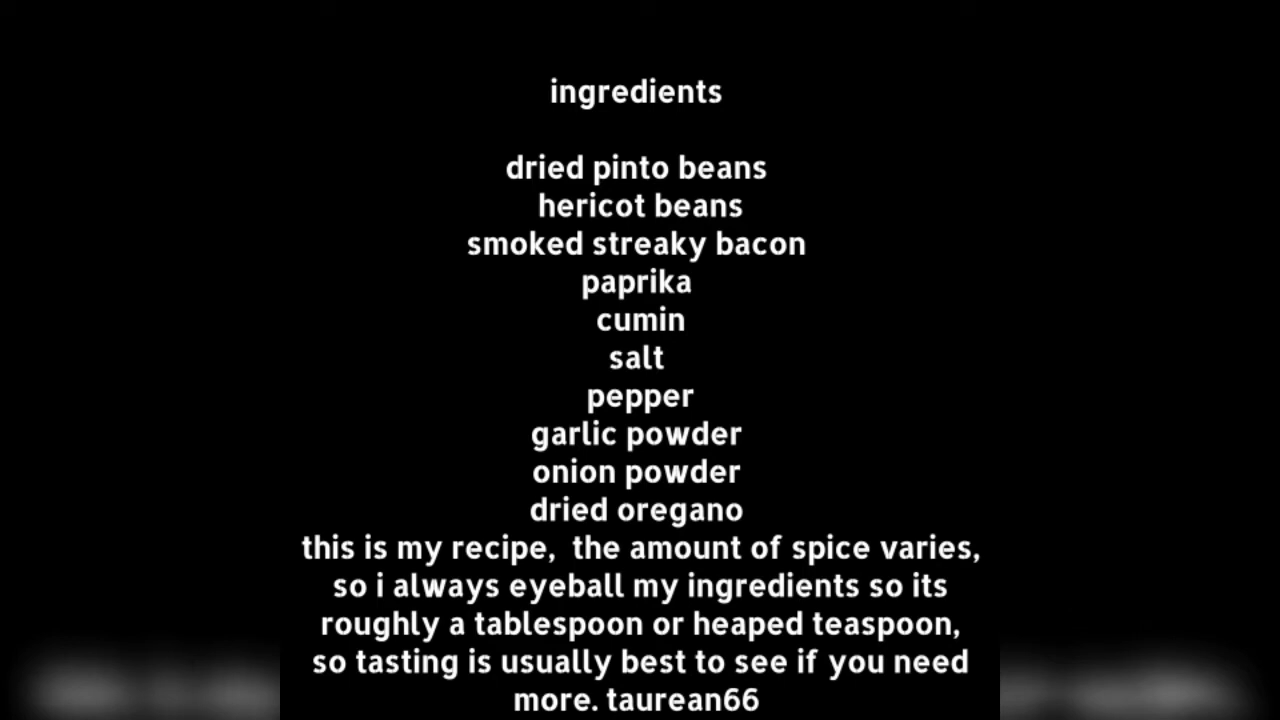 ingredients
dried pinto beans
hericot beans
smoked streaky bacon
paprika
cumin
salt
pepper
garlic powder
onion powder
dried oregano
this is my recipe,  the amount of spice varies,
so i always eyeball my ingredients so its
roughly a tablespoon or heaped teaspoon,
so tasting is usually best to see if you need
more. taurean66